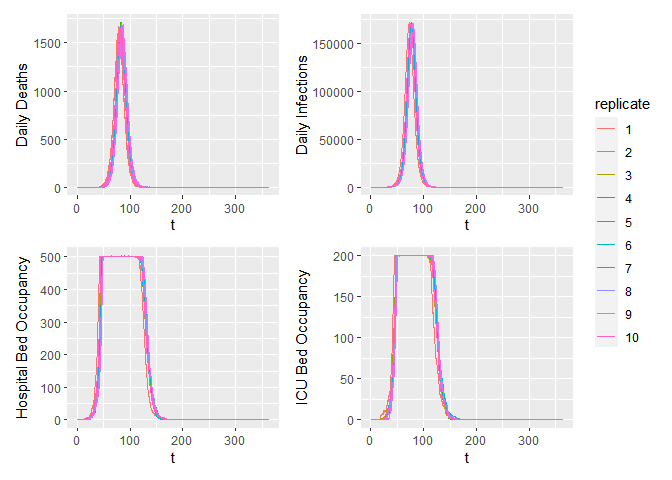 Daily Deaths
1500
1000
500
0
0 100 200 300
t
Daily Infections
150000
100000
50000
0
0 100 200 300
t
Hospital Bed Occupancy
500
400
300
200
100
0
0 100 200 300
t
ICU Bed Occupancy
200
150
100
50
0
0 100 200 300
t
replicate
1
2
3
4
5
6
7
8
9
10